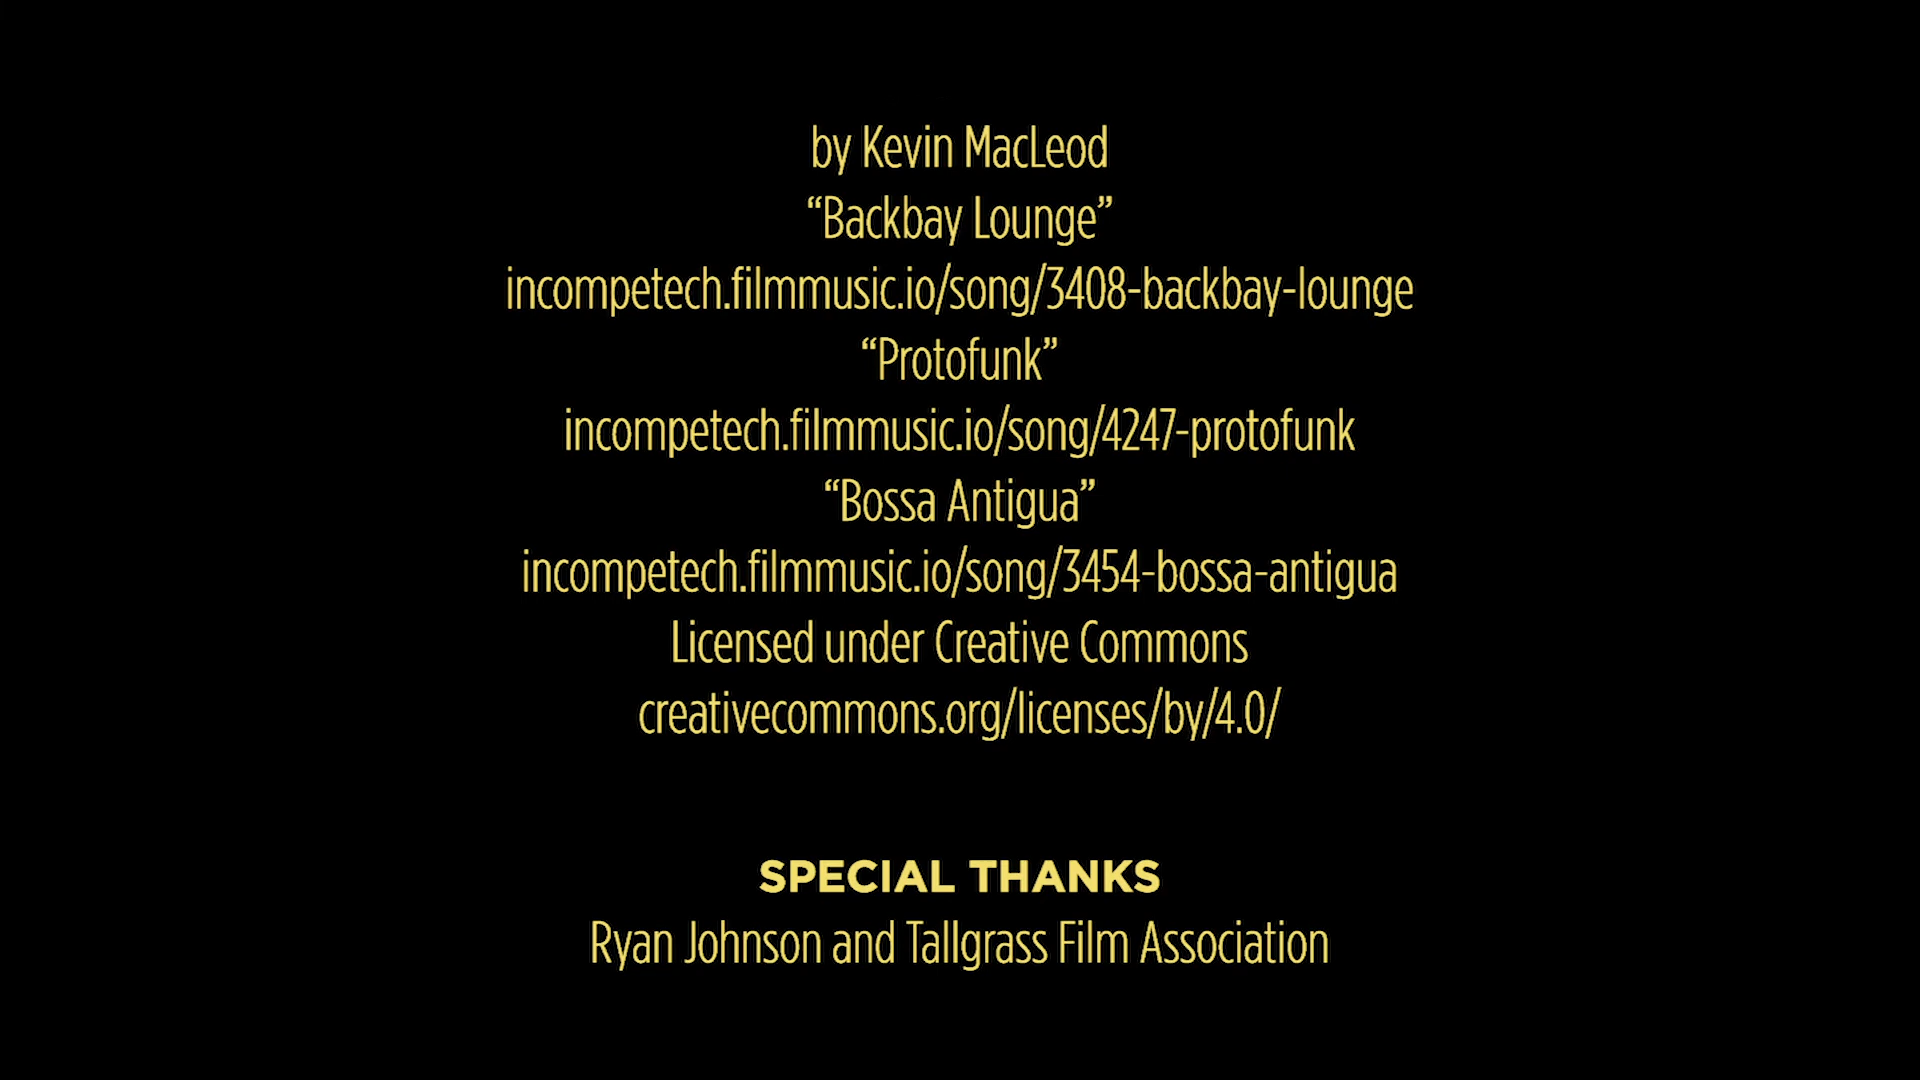 by Kevin MacLeod
“Backbay Lounge”
incompetech.filmmusic.io/song/3408-backbay-lounge
“Protofunk”
incompetech.filmmusic.io/song/4247-protofunk
“Bossa Antigua”
incompetech.filmmusic.io/song/3454-bossa-antigua
Licensed under Creative Commons
creativecommons.org/licenses/by/4.0/
SPECIAL THANKS
Ryan Johnson and Tallgrass Film Association